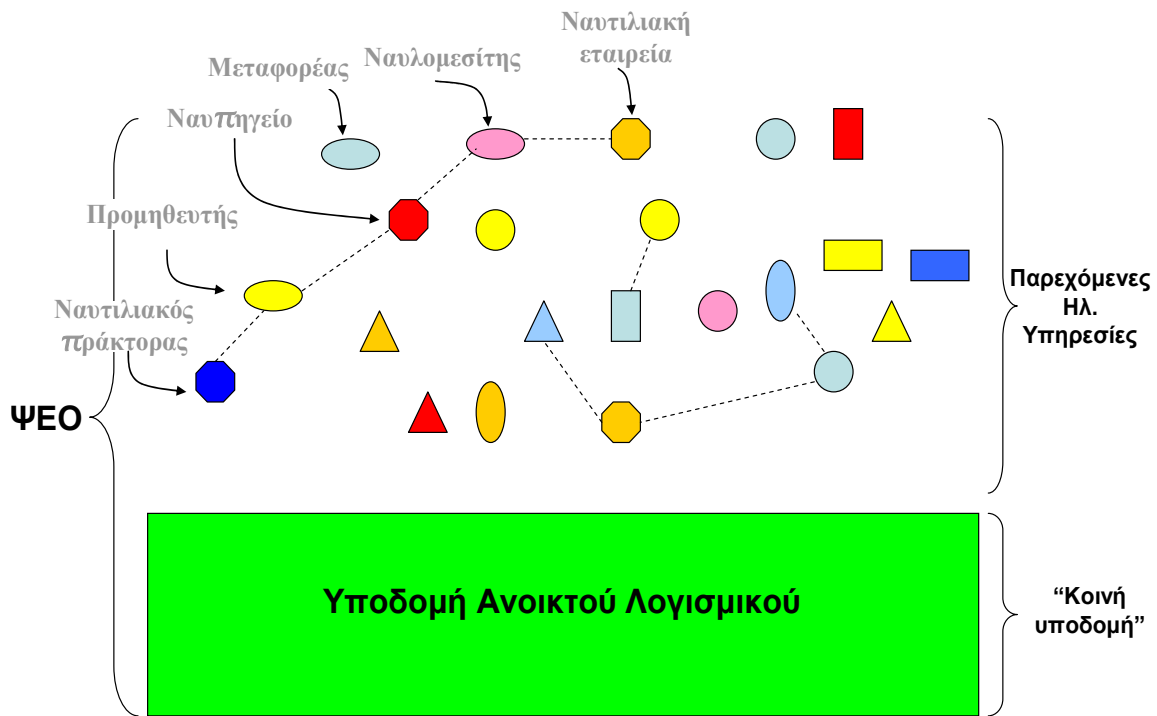 Ναυτιλιακή
εταιρεία
Ναυλομεσίτης
Μεταφορέας
Ναυπηγείο
Προμηθευτής
Ναυτιλιακός
πράκτορας
ΨΕΟ
Παρεχόμενες
Ηλ.
Υπηρεσίες
Υποδομή Ανοικτού Λογισμικού
“Κοινή
υποδομή”